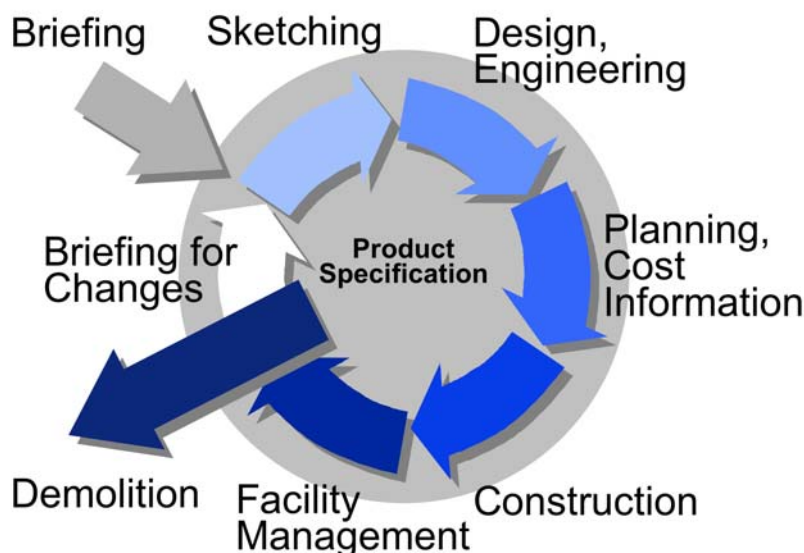 Briefing
Sketching
Design,
Engineering
Planning,
Cost
Information
Product
Specification
Briefing for
Changes
Demolition
Facility
Management
Construction